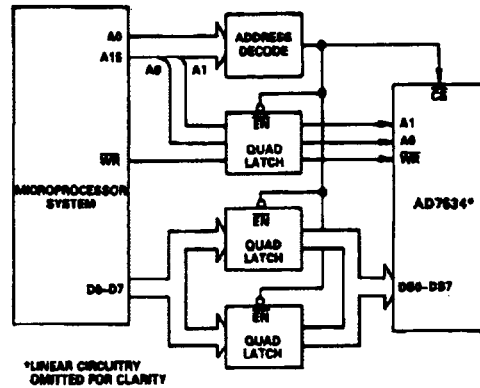 A0
A15
A0 A1
ADDRESS
DECODE
CS
EN
QUAD
LATCH
A1
A0
WR
WR
MICROPROCESSOR
SYSTEM
AD7534*
EN
QUAD
LATCH
D0–D7
DB0–DB7
EN
QUAD
LATCH
*LINEAR CIRCUITRY
OMITTED FOR CLARITY